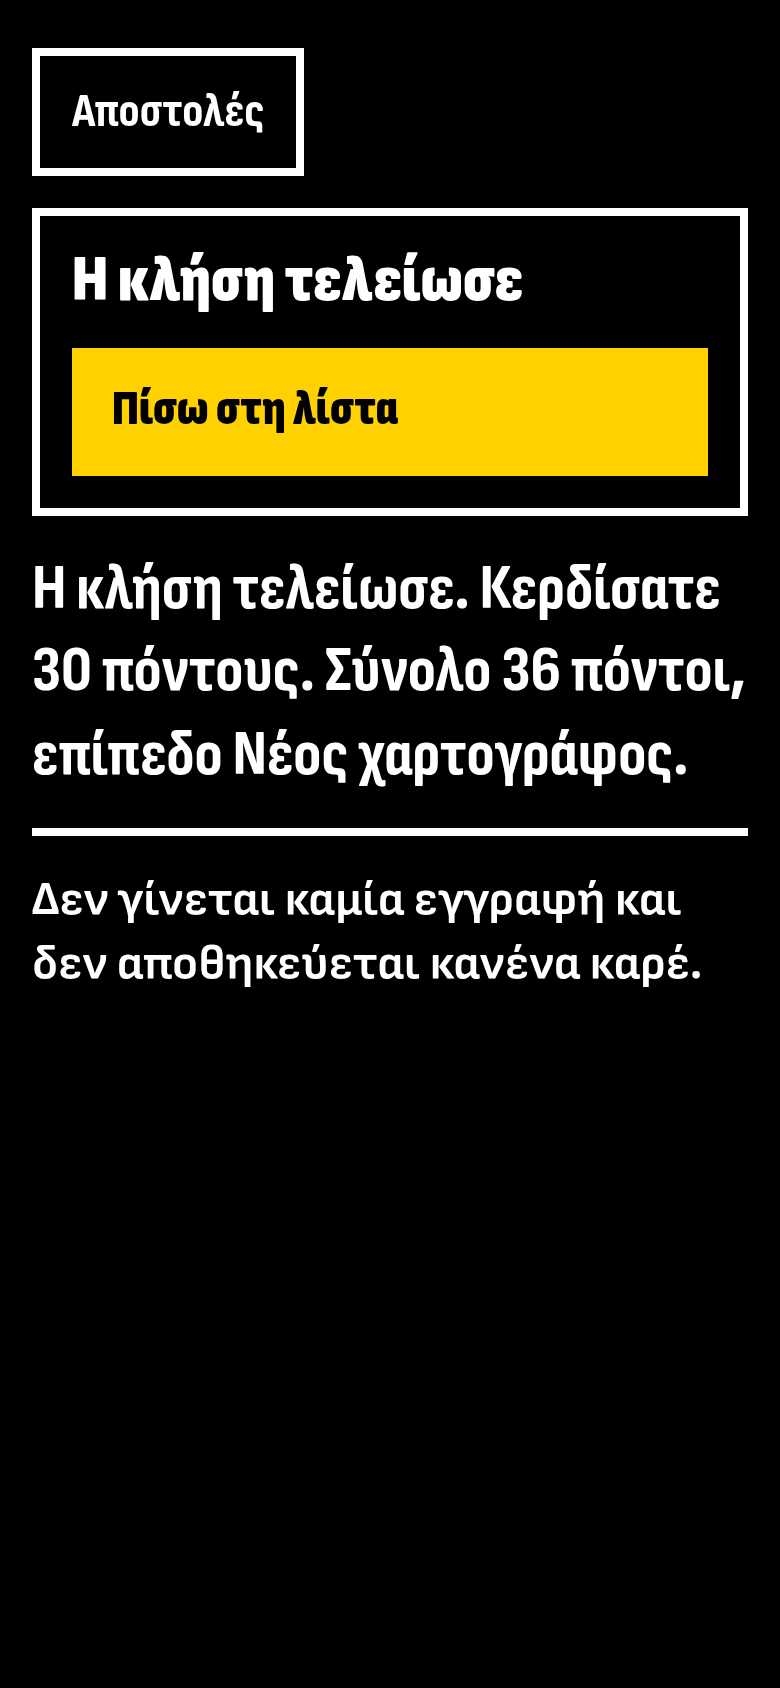 Αποστολές
Η κλήση τελείωσε
Πίσω στη λίστα
Η κλήση τελείωσε. Κερδίσατε
30 πόντους. Σύνολο 36 πόντοι,
επίπεδο Νέος χαρτογράφος.
Δεν γίνεται καμία εγγραφή και
δεν αποθηκεύεται κανένα καρέ.